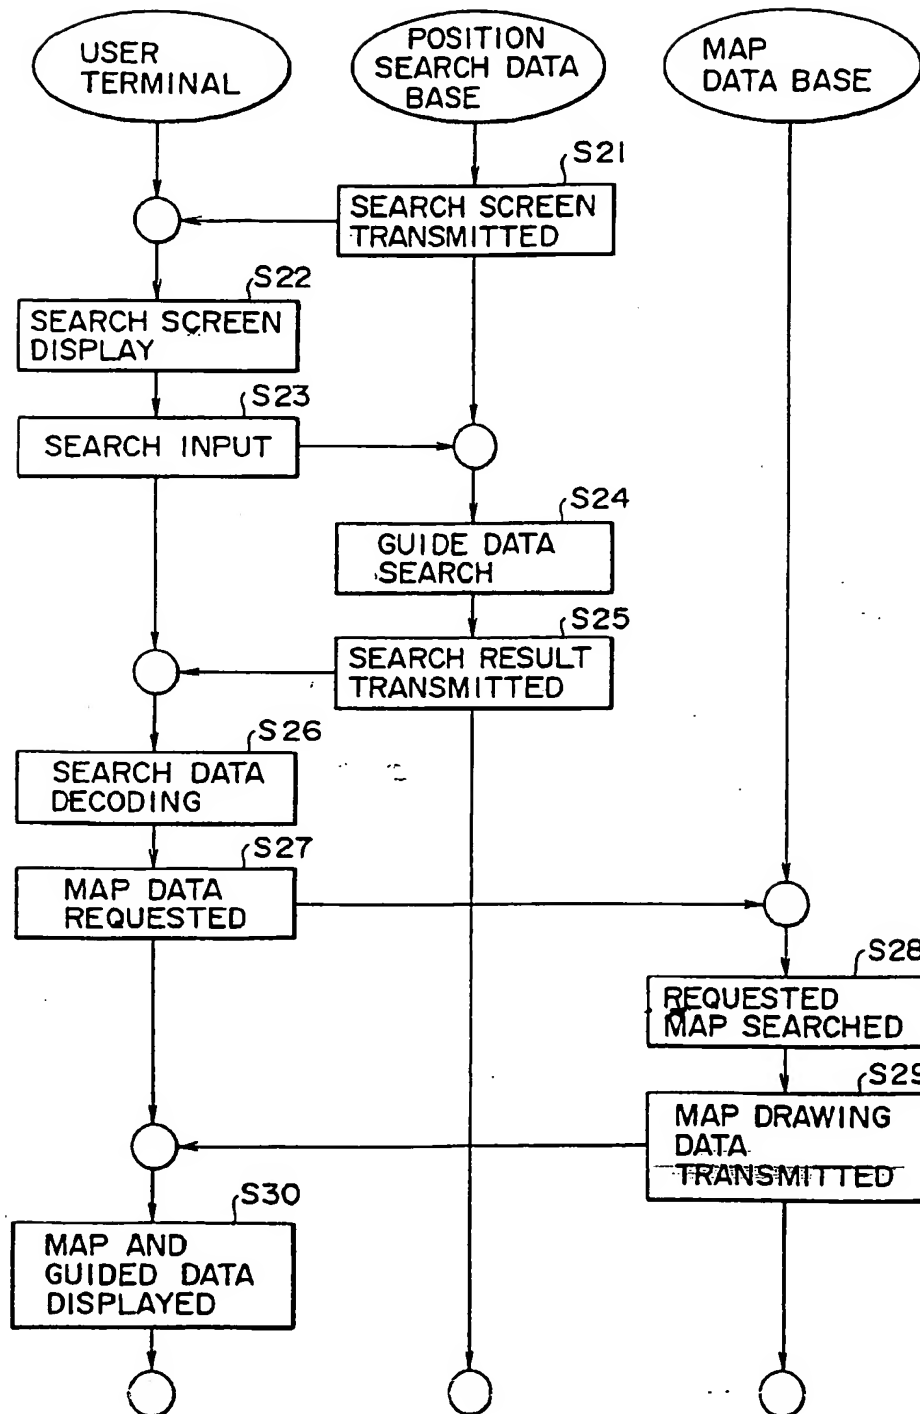 USER
TERMINAL
POSITION
SEARCH DATA
BASE
MAP
DATA BASE
S21
SEARCH SCREEN
TRANSMITTED
S22
SEARCH SCREEN
DISPLAY
S23
SEARCH INPUT
S24
GUIDE DATA
SEARCH
S25
SEARCH RESULT
TRANSMITTED
S26
SEARCH DATA
DECODING
S27
MAP DATA
REQUESTED
S28
REQUESTED
MAP SEARCHED
S29
MAP DRAWING
DATA
TRANSMITTED
S30
MAP AND
GUIDED DATA
DISPLAYED